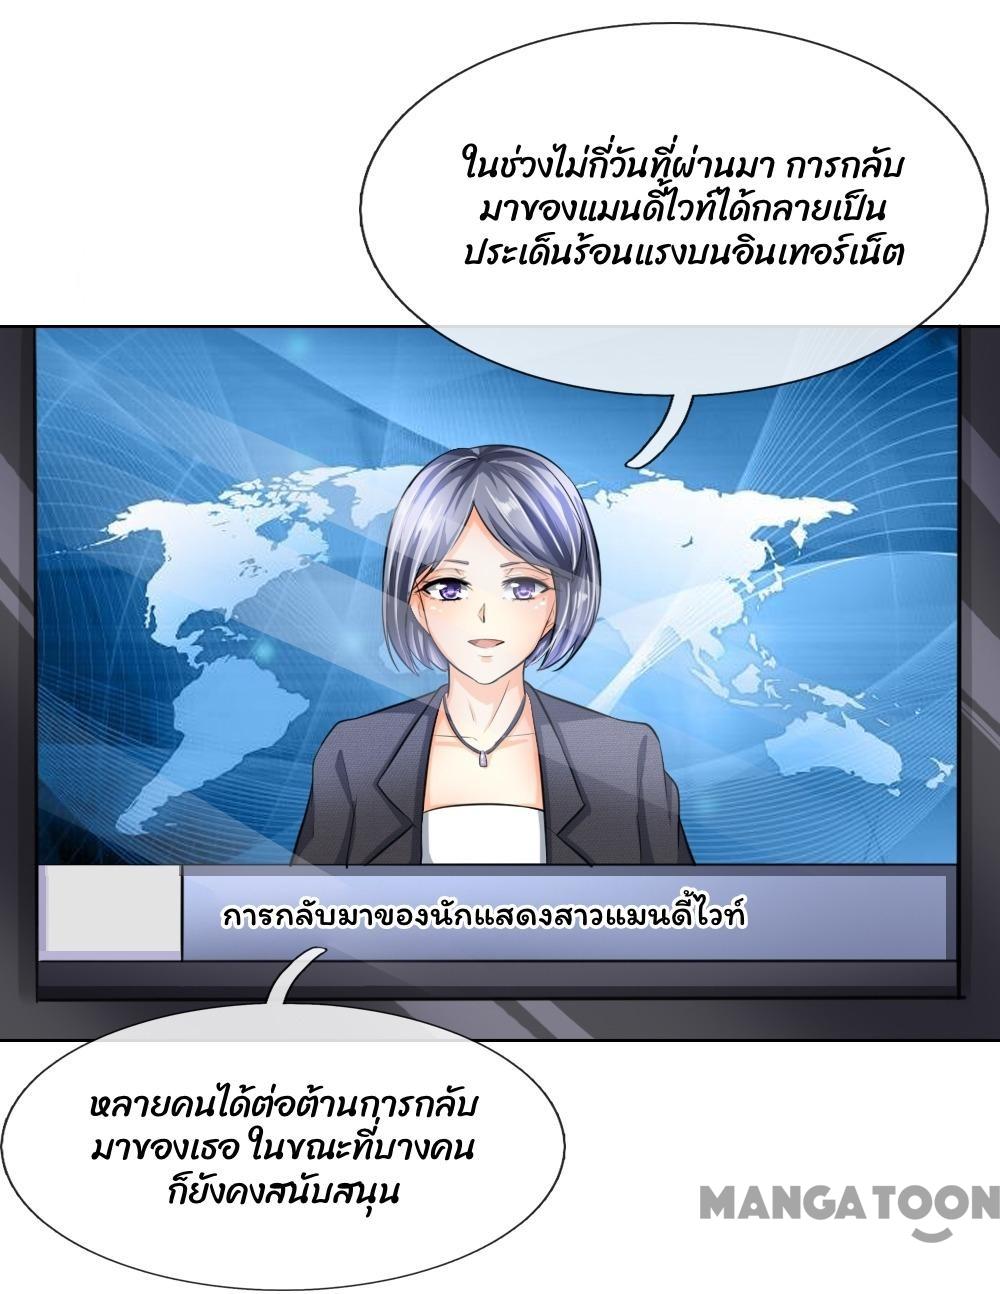 ในช่วงไม่กี่วันที่ผ่านมา การกลับ
มาของแมนดี้ไวท์ได้กลายเป็น
ประเด็นร้อนแรงบนอินเทอร์เน็ต
การกลับมาของนักแสดงสาวแมนดี้ไวท์
หลายคนได้ต่อต้านการกลับ
มาของเธอ ในขณะที่บางคน
ก็ยังคงสนับสนุน
MANGATOON